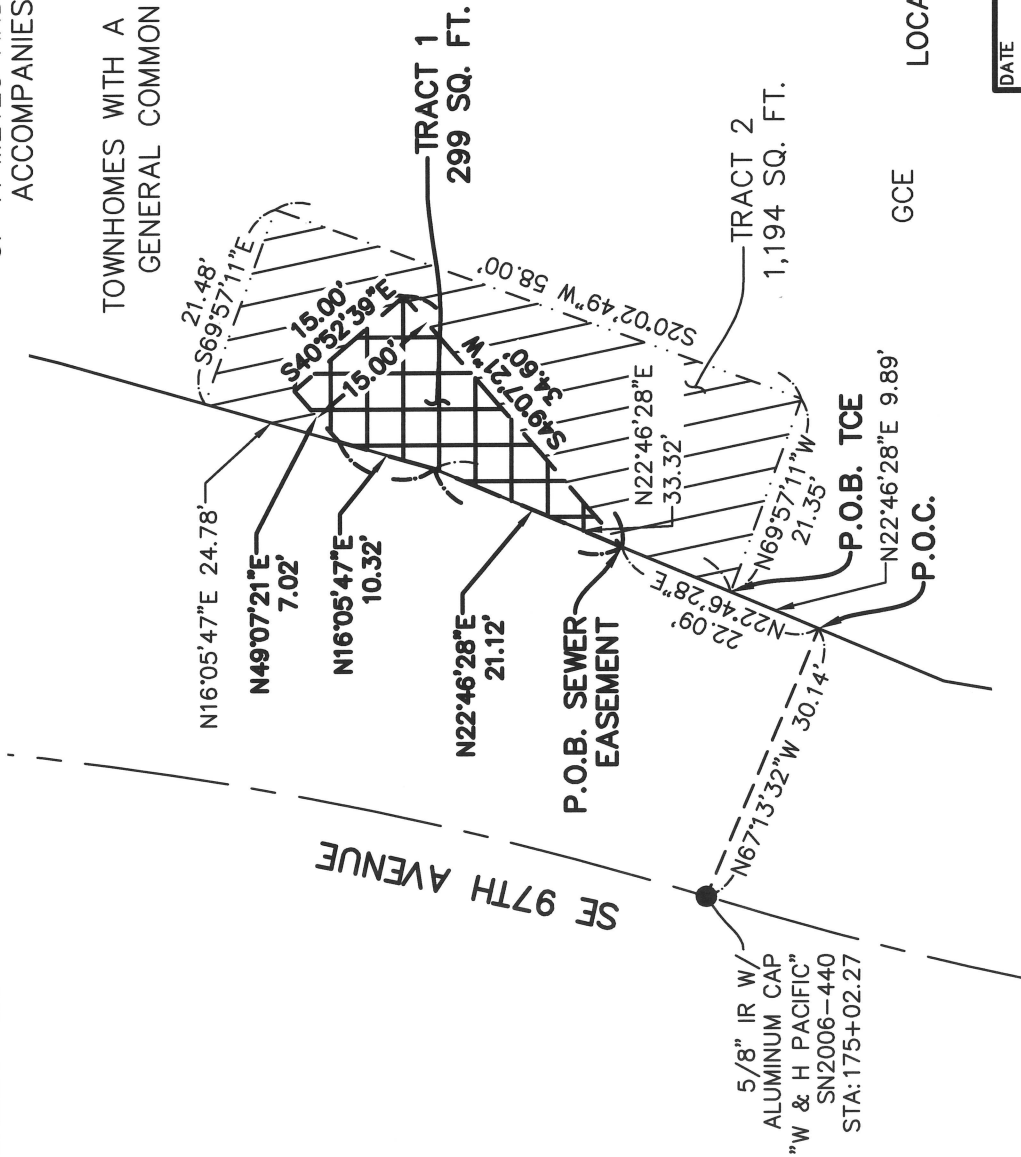 ACCOMPANIES
TOWNHOMES WITH A
GENERAL COMMON
TRACT 1
299 SQ. FT.
21.48'
S69°57'11"E
15.00'
S40°52'39"E
15.00'
N16°05'47"E 24.78'
N49°07'21"E
7.02'
N16°05'47"E
10.32'
S49°07'21"W
34.60'
S20°02'49"W 58.00'
TRACT 2
1,194 SQ. FT.
N22°46'28"E
21.12'
N22°46'28"E
33.32'
P.O.B. SEWER
EASEMENT
N22°46'28"E
22.09'
N69°57'11"W
21.35'
P.O.B. TCE
N22°46'28"E 9.89'
P.O.C.
N67°13'32"W 30.14'
SE 97TH AVENUE
5/8" IR W/
ALUMINUM CAP
"W & H PACIFIC"
SN2006-440
STA:175+02.27
GCE
LOCA
DATE